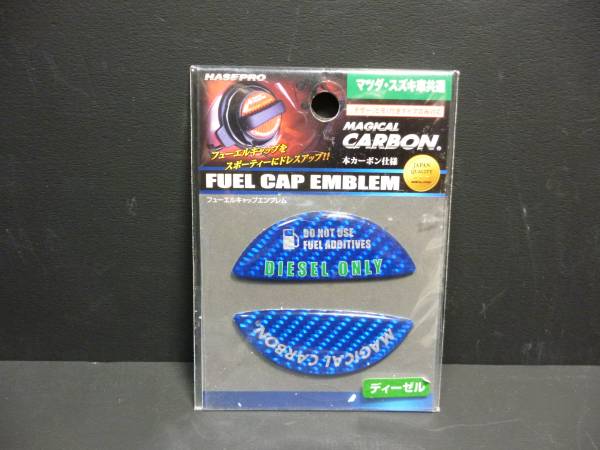 HASEPRO
マツダ・スズキ車共通
MAGICAL
CARBON®
本カーボン仕様
フューエルキャップを
スポーティーにドレスアップ!!
JAPAN
QUALITY
FUEL CAP EMBLEM
フューエルキャップエンブレム
DO NOT USE
FUEL ADDITIVES
DIESEL ONLY
MAGICAL CARBON
ディーゼル